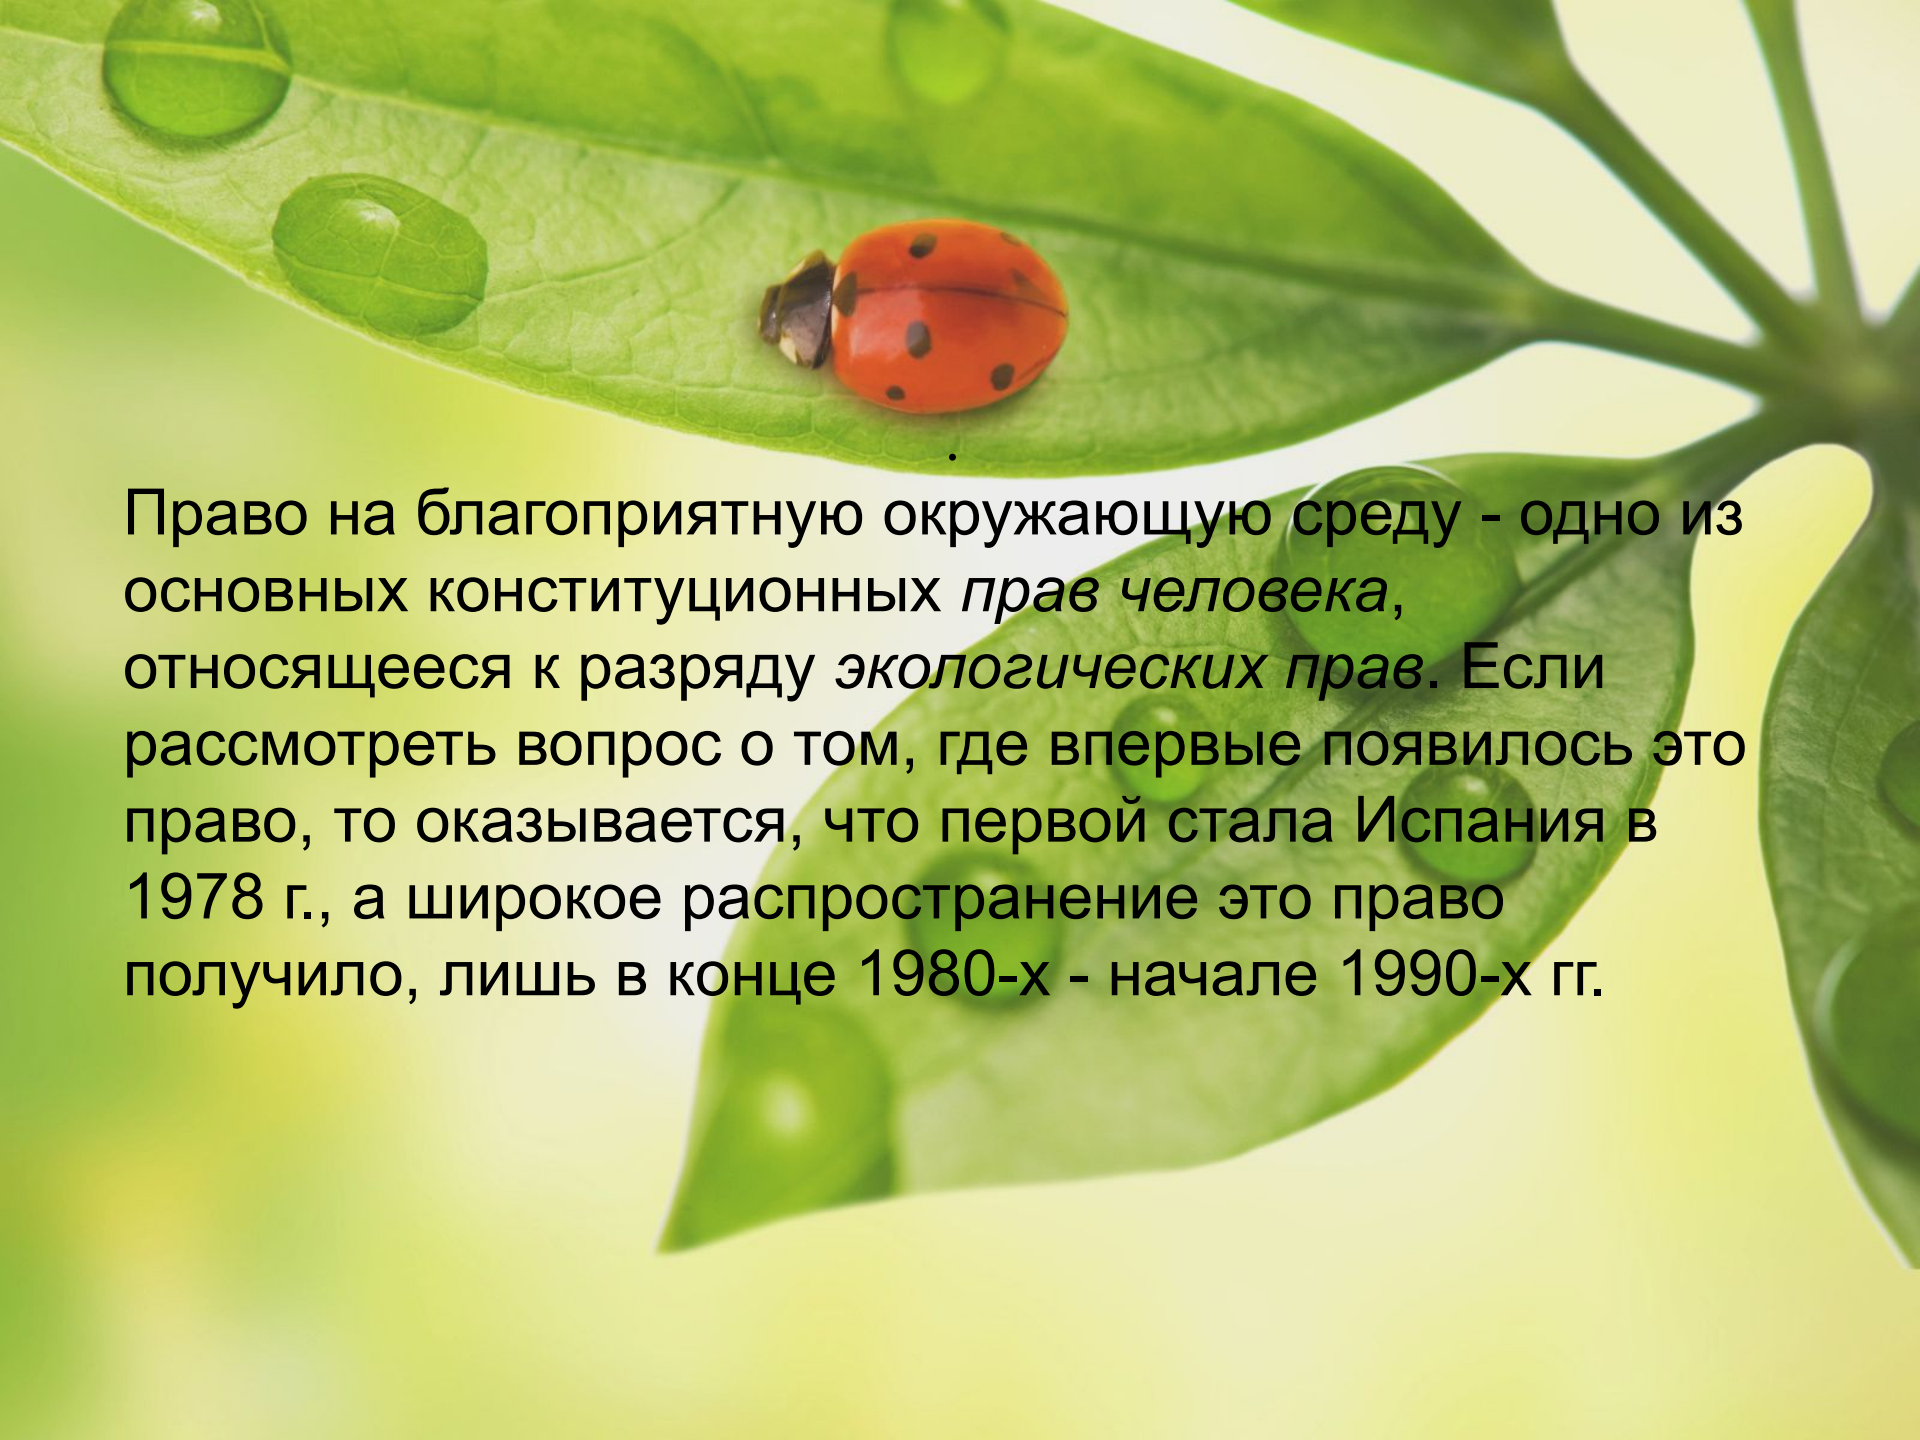 .
Право на благоприятную окружающую среду - одно из
основных конституционных прав человека,
относящееся к разряду экологических прав. Если
рассмотреть вопрос о том, где впервые появилось это
право, то оказывается, что первой стала Испания в
1978 г., а широкое распространение это право
получило, лишь в конце 1980-х - начале 1990-х гг.